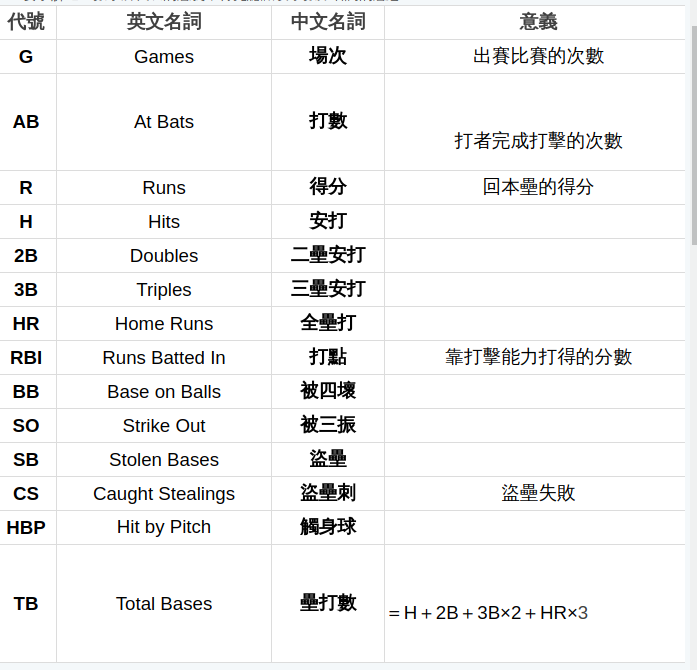 代號 英文名詞 中文名詞 意義
G Games 場次 出賽比賽的次數
AB At Bats 打數 打者完成打擊的次數
R Runs 得分 回本壘的得分
H Hits 安打
2B Doubles 二壘安打
3B Triples 三壘安打
HR Home Runs 全壘打
RBI Runs Batted In 打點 靠打擊能力打得的分數
BB Base on Balls 被四壞
SO Strike Out 被三振
SB Stolen Bases 盜壘
CS Caught Stealings 盜壘刺 盜壘失敗
HBP Hit by Pitch 觸身球
TB Total Bases 壘打數 ＝H＋2B＋3B×2＋HR×3